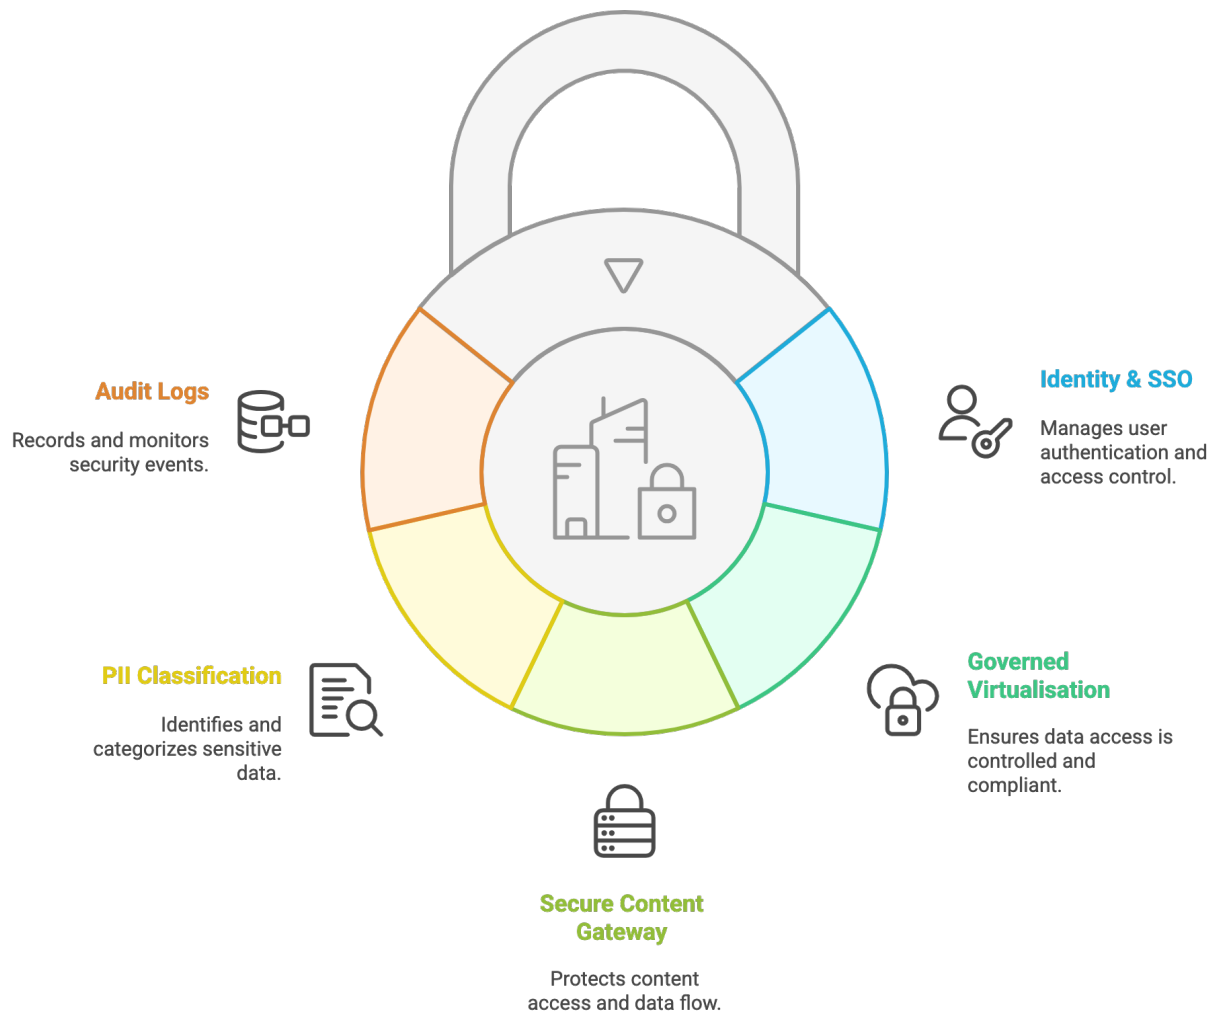 Audit Logs
Records and monitors
security events.
Identity & SSO
Manages user
authentication and
access control.
PII Classification
Identifies and
categorizes sensitive
data.
Governed
Virtualisation
Ensures data access is
controlled and
compliant.
Secure Content
Gateway
Protects content
access and data flow.